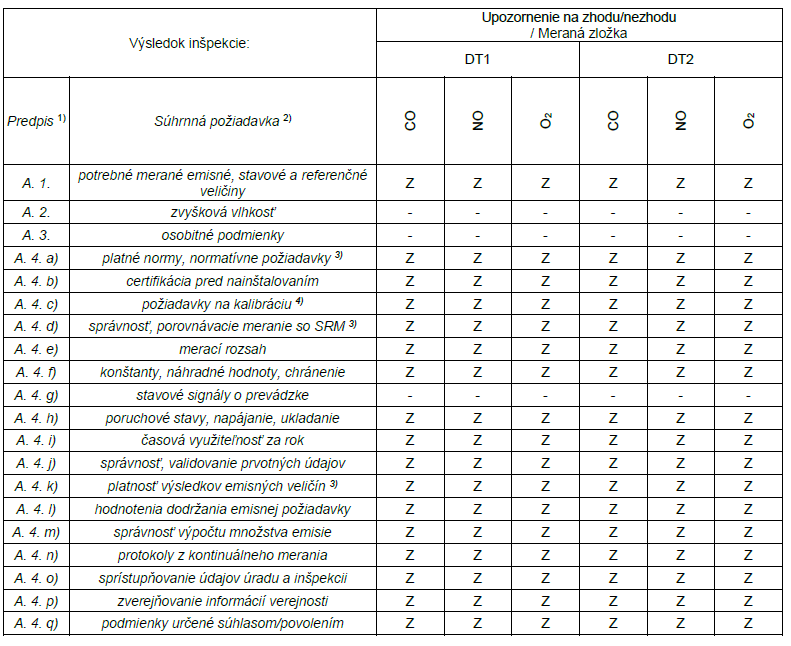 Výsledok inšpekcie:
Upozornenie na zhodu/nezhodu
/ Meraná zložka
DT1 DT2
Predpis 1) Súhrnná požiadavka 2) CO NO O₂ CO NO O₂
A. 1. potrebné merané emisné, stavové a referenčné
veličiny Z Z Z Z Z Z
A. 2. zvyšková vlhkosť - - - - - -
A. 3. osobitné podmienky - - - - - -
A. 4. a) platné normy, normatívne požiadavky 3) Z Z Z Z Z Z
A. 4. b) certifikácia pred nainštalovaním Z Z Z Z Z Z
A. 4. c) požiadavky na kalibráciu 4) Z Z Z Z Z Z
A. 4. d) správnosť, porovnávacie meranie so SRM 3) Z Z Z Z Z Z
A. 4. e) merací rozsah Z Z Z Z Z Z
A. 4. f) konštanty, náhradné hodnoty, chránenie Z Z Z Z Z Z
A. 4. g) stavové signály o prevádzke - - - - - -
A. 4. h) poruchové stavy, napájanie, ukladanie Z Z Z Z Z Z
A. 4. i) časová využiteľnosť za rok Z Z Z Z Z Z
A. 4. j) správnosť, validovanie prvotných údajov Z Z Z Z Z Z
A. 4. k) platnosť výsledkov emisných veličín 3) Z Z Z Z Z Z
A. 4. l) hodnotenia dodržania emisnej požiadavky Z Z Z Z Z Z
A. 4. m) správnosť výpočtu množstva emisie Z Z Z Z Z Z
A. 4. n) protokoly z kontinuálneho merania Z Z Z Z Z Z
A. 4. o) sprístupňovanie údajov úradu a inšpekcii Z Z Z Z Z Z
A. 4. p) zverejňovanie informácií verejnosti Z Z Z Z Z Z
A. 4. q) podmienky určené súhlasom/povolením Z Z Z Z Z Z